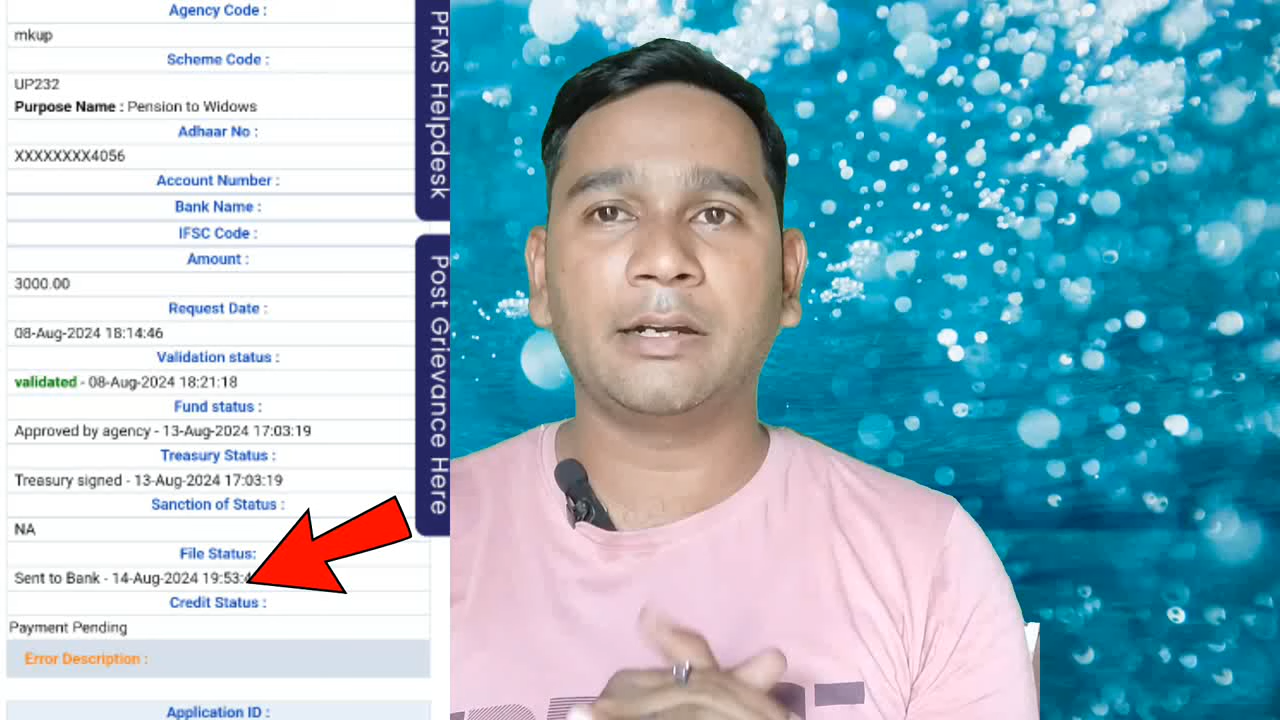 Agency Code :
mkup
Scheme Code :
UP232
Purpose Name : Pension to Widows
Adhaar No :
XXXXXXXX4056
Account Number :
Bank Name :
IFSC Code :
Amount :
3000.00
Request Date :
08-Aug-2024 18:14:46
Validation status :
validated - 08-Aug-2024 18:21:18
Fund status :
Approved by agency - 13-Aug-2024 17:03:19
Treasury Status :
Treasury signed - 13-Aug-2024 17:03:19
Sanction of Status :
NA
File Status:
Sent to Bank - 14-Aug-2024 19:53:
Credit Status :
Payment Pending
Error Description :
Application ID :
PFMS Helpdesk
Post Grievance Here